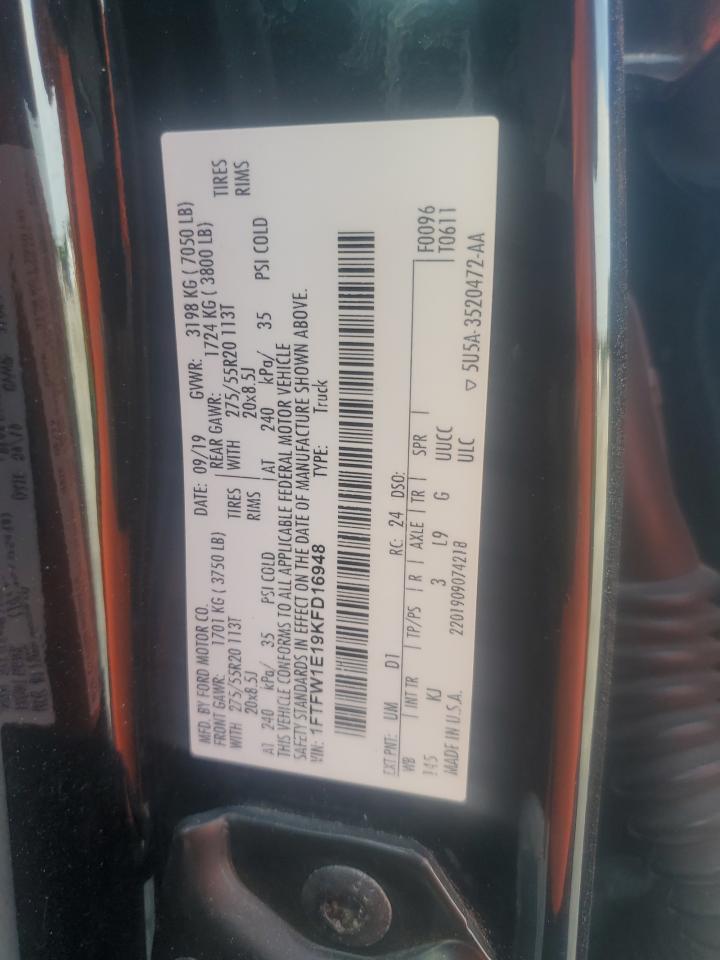 MFD. BY FORD MOTOR CO.
DATE: 09/19 GVWR: 3198 KG ( 7050 LB)
FRONT GAWR: 1701 KG ( 3750 LB)
REAR GAWR: 1724 KG ( 3800 LB)
WITH 275/55R20 113T TIRES
WITH 275/55R20 113T TIRES
20x8.5J RIMS
20x8.5J RIMS
AT 240 kPa/ 35 PSI COLD
AT 240 kPa/ 35 PSI COLD
THIS VEHICLE CONFORMS TO ALL APPLICABLE FEDERAL MOTOR VEHICLE
SAFETY STANDARDS IN EFFECT ON THE DATE OF MANUFACTURE SHOWN ABOVE.
VIN: 1FTFW1E19KFD16948
TYPE: Truck
EXT PNT: UM D1 RC: 24 DSO:
WB INT TR TP/PS R AXLE TR SPR
F0096
145 KJ 3 L9 G UUCC
T0611
ULC
MADE IN U.S.A. 2201909074218
▽ 5U5A-3520472-AA